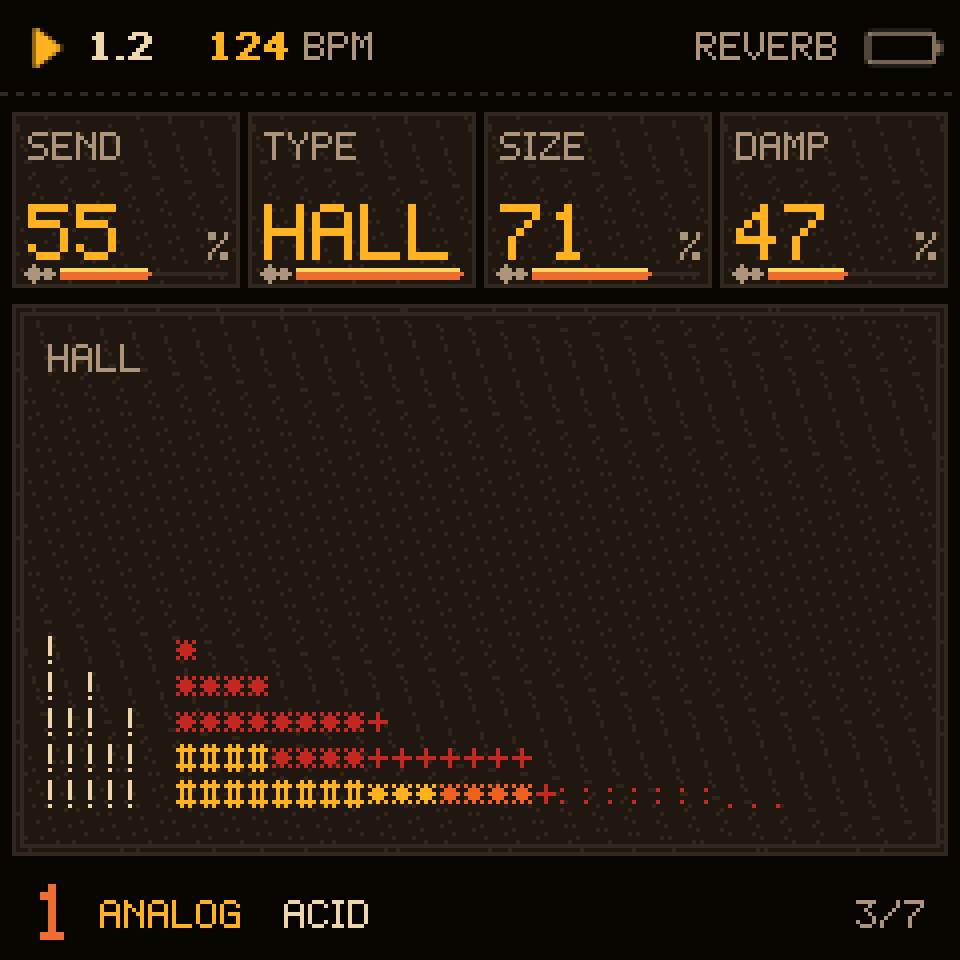 1.2 124 BPM REVERB
SEND TYPE SIZE DAMP
55 % HALL 71 % 47 %
HALL
! *
! ! ****
!!! ! ********+
!!!!! ####****+++++++
!!!!! ########*******​**+:::::::...
1 ANALOG ACID 3/7